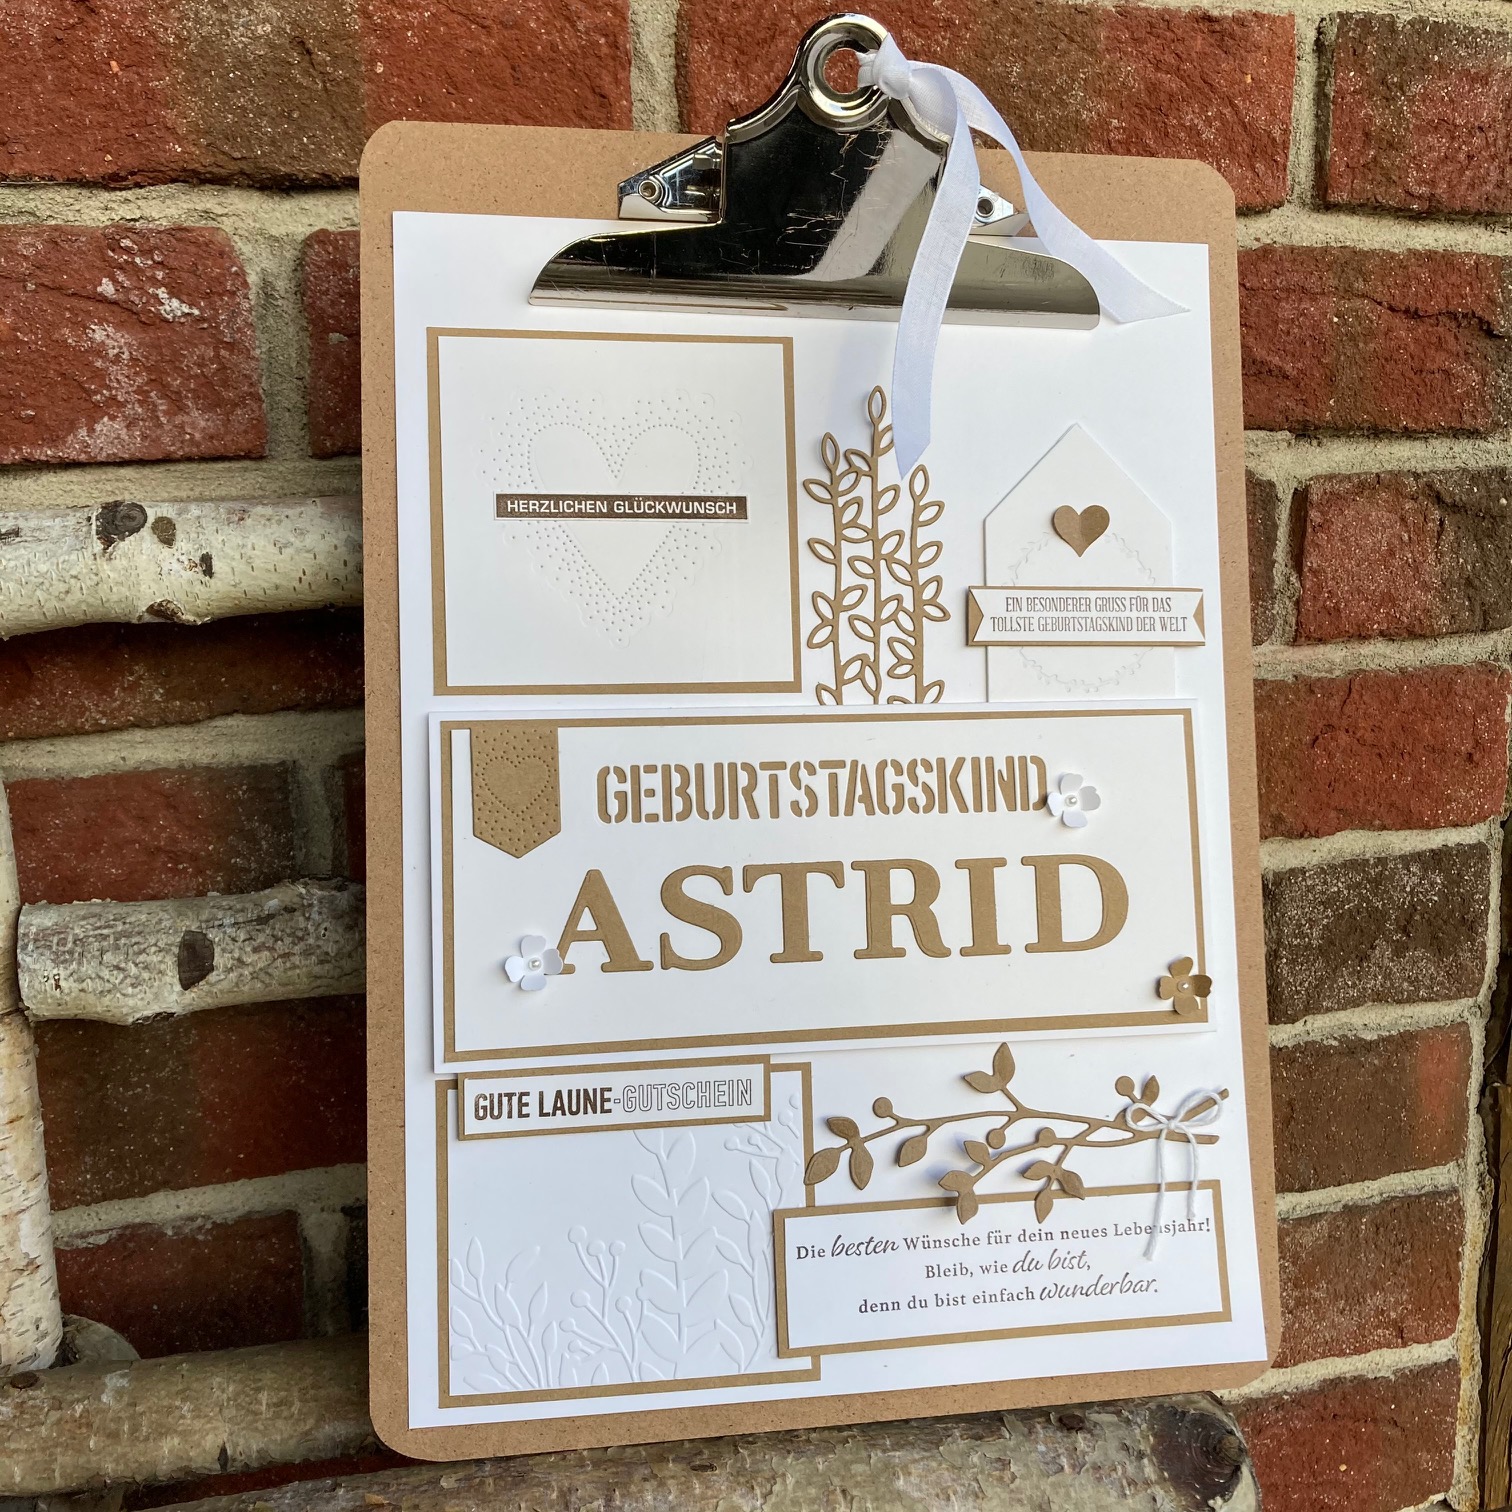 HERZLICHEN GLÜCKWUNSCH
EIN BESONDERER GRUSS FÜR DAS
TOLLSTE GEBURTSTAGSKIND DER WELT
GEBURTSTAGSKIND
ASTRID
GUTE LAUNE-GUTSCHEIN
Die besten Wünsche für dein neues Lebensjahr!
Bleib, wie du bist,
denn du bist einfach wunderbar.